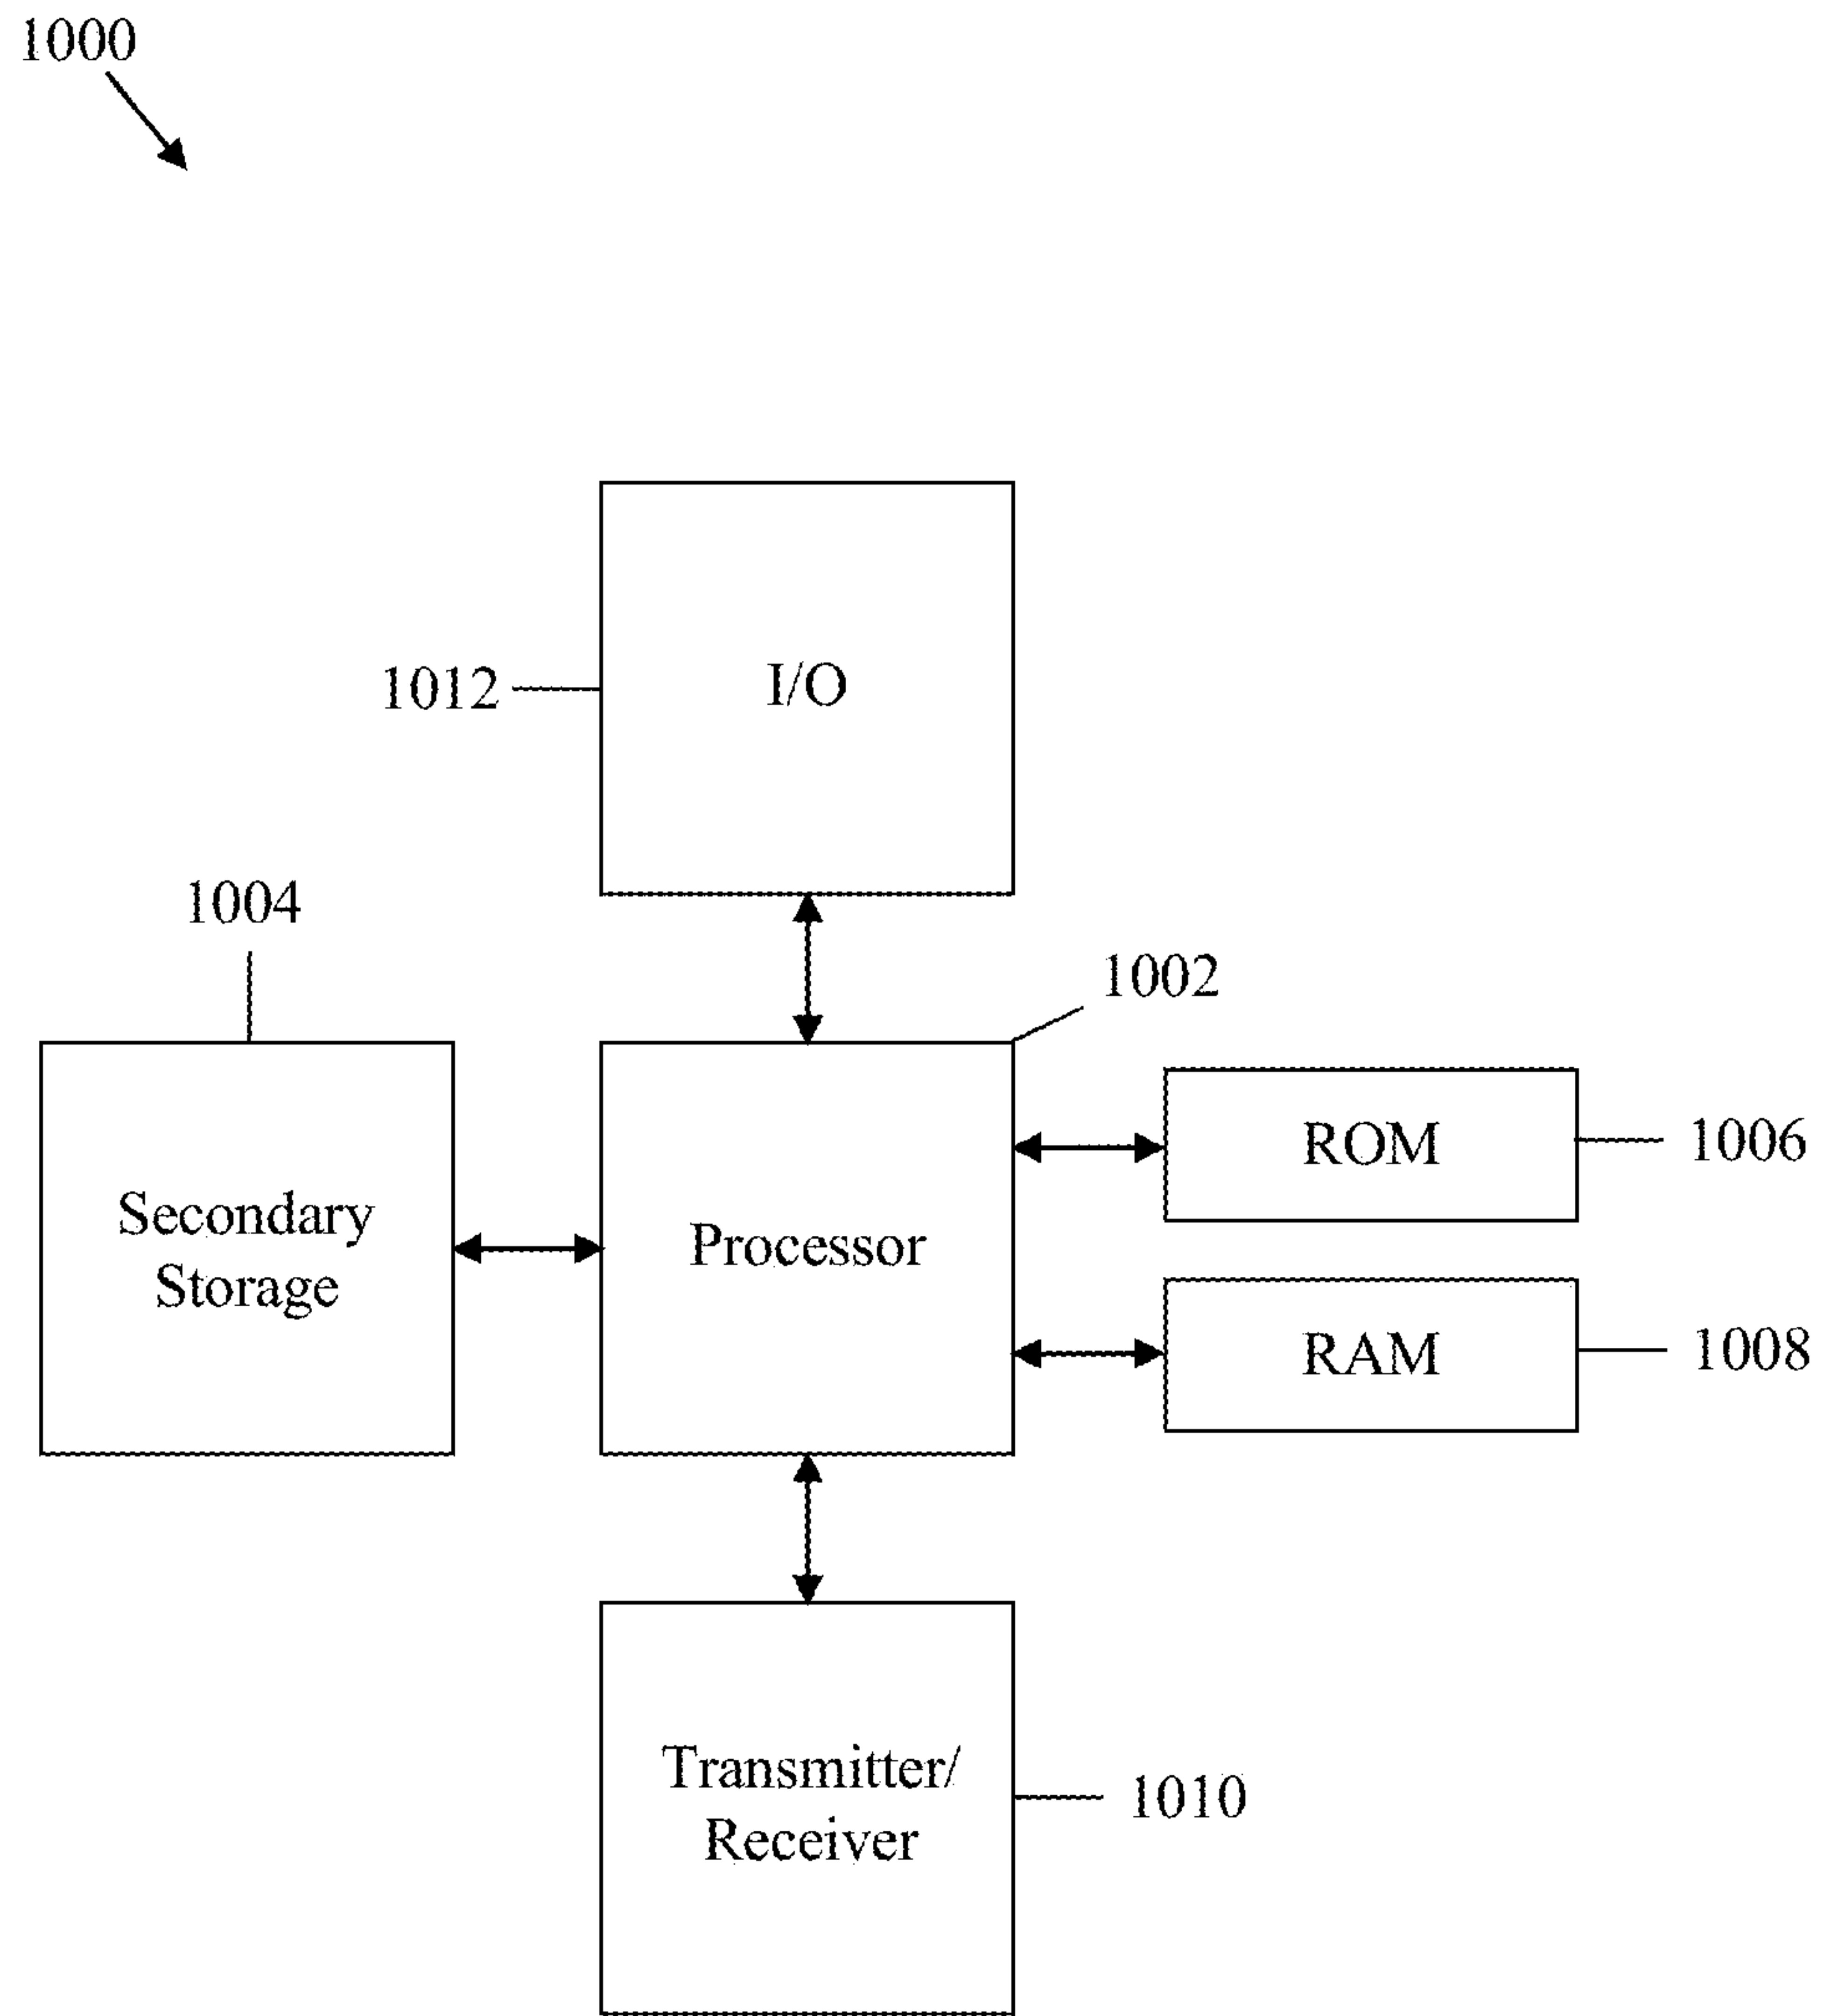 1000
I/O
1012
1004
1002
ROM
1006
Secondary
Storage
Processor
RAM
1008
Transmitter/
Receiver
1010